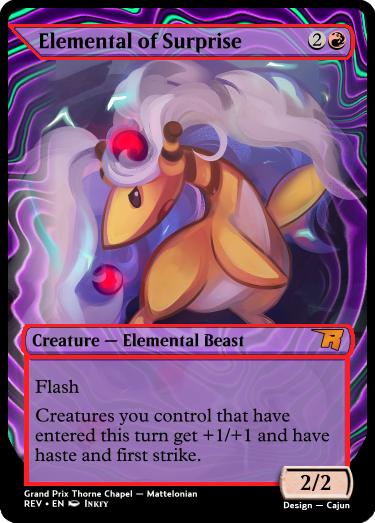 Elemental of Surprise 2
Creature — Elemental Beast
Flash
Creatures you control that have
entered this turn get +1/+1 and have
haste and first strike.
2/2
Grand Prix Thorne Chapel — Mattelonian
REV • EN Inkfy
Design — Cajun